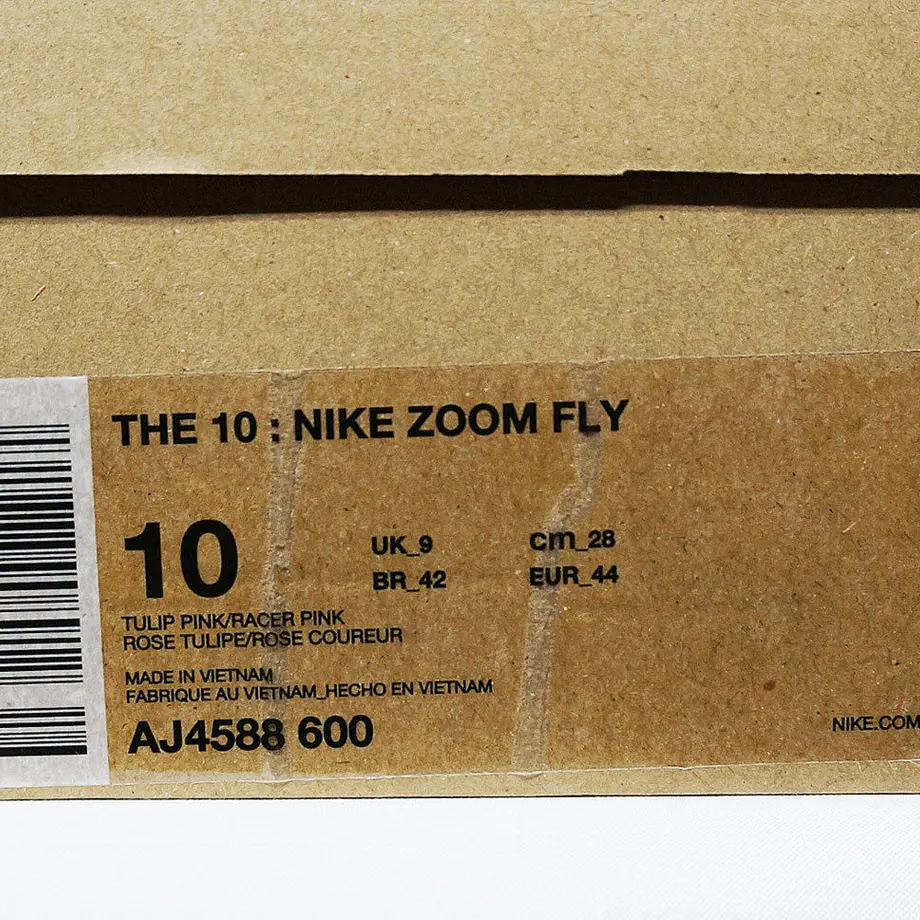 THE 10 : NIKE ZOOM FLY
10
UK_9 cm_28
BR_42 EUR_44
TULIP PINK/RACER PINK
ROSE TULIPE/ROSE COUREUR
MADE IN VIETNAM
FABRIQUE AU VIETNAM_HECHO EN VIETNAM
AJ4588 600
NIKE.COM